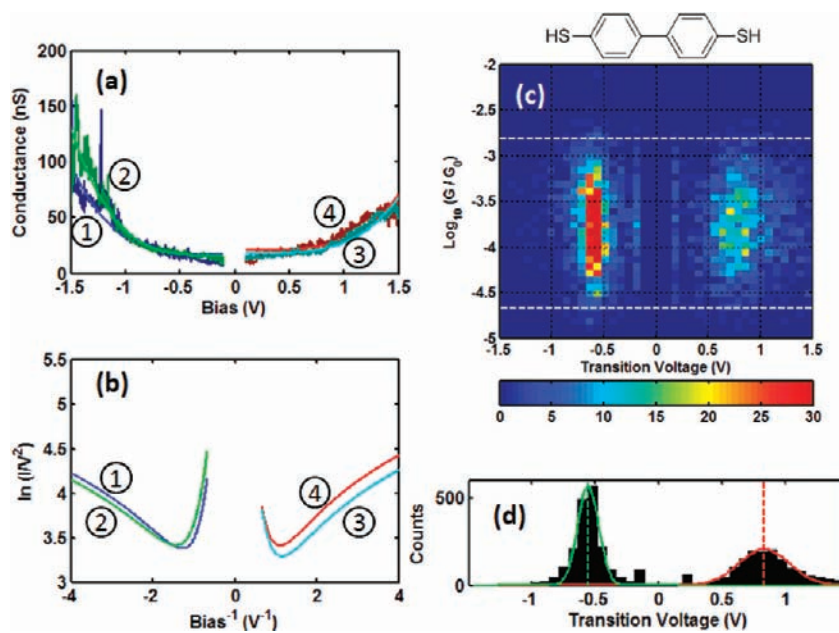 HS
SH
(a)
Conductance (nS)
200
150
100
50
0
-1.5 -1 -0.5 0 0.5 1 1.5
Bias (V)
1
2
3
4
(b)
ln (I/V²)
5.5
5
4.5
4
3.5
3
-4 -2 0 2 4
Bias⁻¹ (V⁻¹)
1
2
3
4
(c)
Log₁₀ (G / G₀)
-2
-2.5
-3
-3.5
-4
-4.5
-5
-1.5 -1 -0.5 0 0.5 1 1.5
Transition Voltage (V)
0 5 10 15 20 25 30
(d)
Counts
500
0
-1 -0.5 0 0.5 1
Transition Voltage (V)